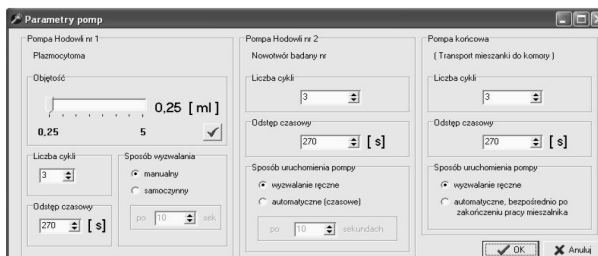 Parametry pomp
Pompa Hodowli nr 1
Plazmocytoma
Objętość
0,25 [ ml ]
0,25 5
Liczba cykli
3
Odstęp czasowy
270 [ s ]
Sposób wyzwalania
manualny
samoczynny
po 10 sek
Pompa Hodowli nr 2
Nowotwór badany nr
Liczba cykli
3
Odstęp czasowy
270 [ s ]
Sposób uruchomienia pompy
wyzwalanie ręczne
automatyczne (czasowe)
po 10 sekundach
Pompa końcowa
( Transport mieszanki do komory )
Liczba cykli
3
Odstęp czasowy
270 [ s ]
Sposób uruchomienia pompy
wyzwalanie ręczne
automatyczne, bezpośrednio po
zakończeniu pracy mieszalnika
OK Anuluj